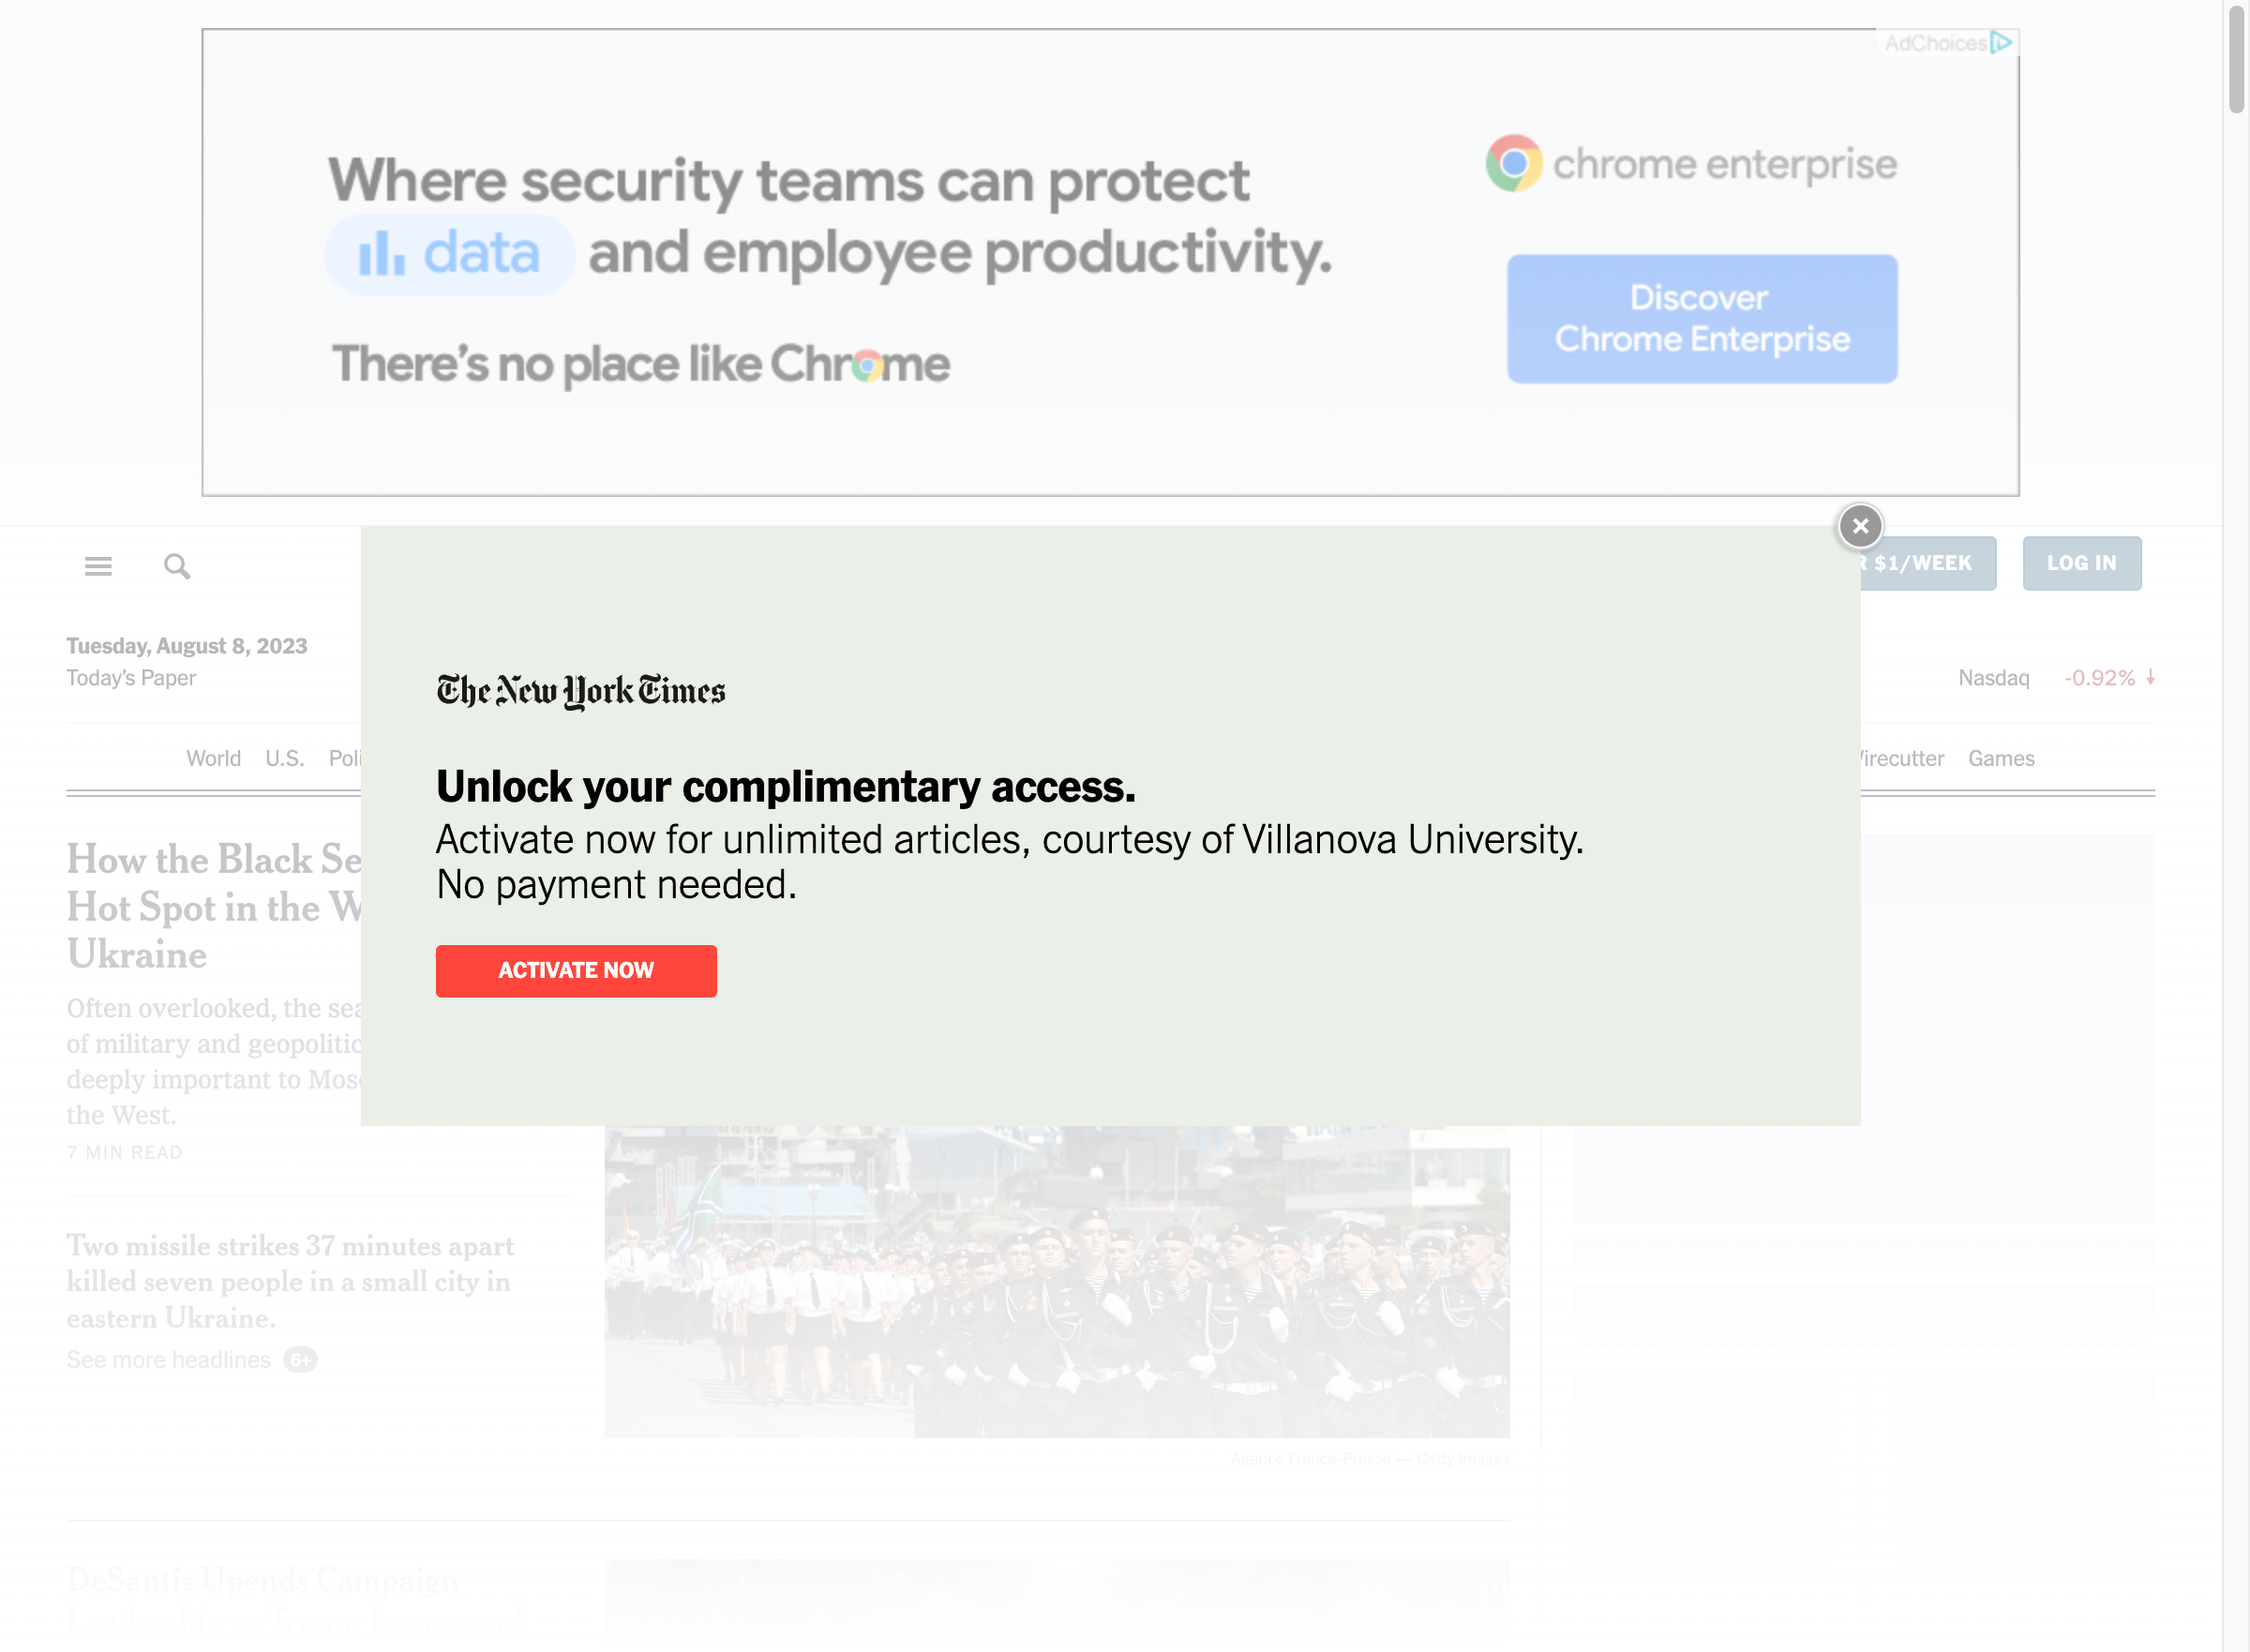 AdChoices
Where security teams can protect
data and employee productivity.
There's no place like Chrome
chrome enterprise
Discover
Chrome Enterprise
$1/WEEK
LOG IN
Tuesday, August 8, 2023
Today's Paper
Nasdaq -0.92%
World U.S. Poli
irecutter Games
The New York Times
Unlock your complimentary access.
Activate now for unlimited articles, courtesy of Villanova University.
No payment needed.
ACTIVATE NOW
How the Black Se
Hot Spot in the W
Ukraine
Often overlooked, the sea
of military and geopolitic
deeply important to Mosc
the West.
7 MIN READ
Two missile strikes 37 minutes apart
killed seven people in a small city in
eastern Ukraine.
See more headlines 6+
Agence France-Presse — Getty Images
DeSantis Upends Campaign
Leadership as Trump Looms and